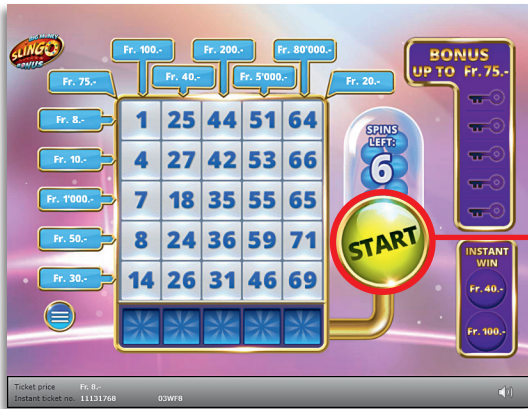 BIG MONEY
SLINGO
BONUS
Fr. 100.-
Fr. 200.-
Fr. 80'000.-
Fr. 75.-
Fr. 40.-
Fr. 5'000.-
Fr. 20.-
BONUS
UP TO Fr. 75.-
Fr. 8.-
1 25 44 51 64
Fr. 10.-
4 27 42 53 66
Fr. 1'000.-
7 18 35 55 65
Fr. 50.-
8 24 36 59 71
Fr. 30.-
14 26 31 46 69
SPINS
LEFT:
6
START
INSTANT
WIN
Fr. 40.-
Fr. 100.-
Ticket price Fr. 8.-
Instant ticket no. 11131768 03WF8